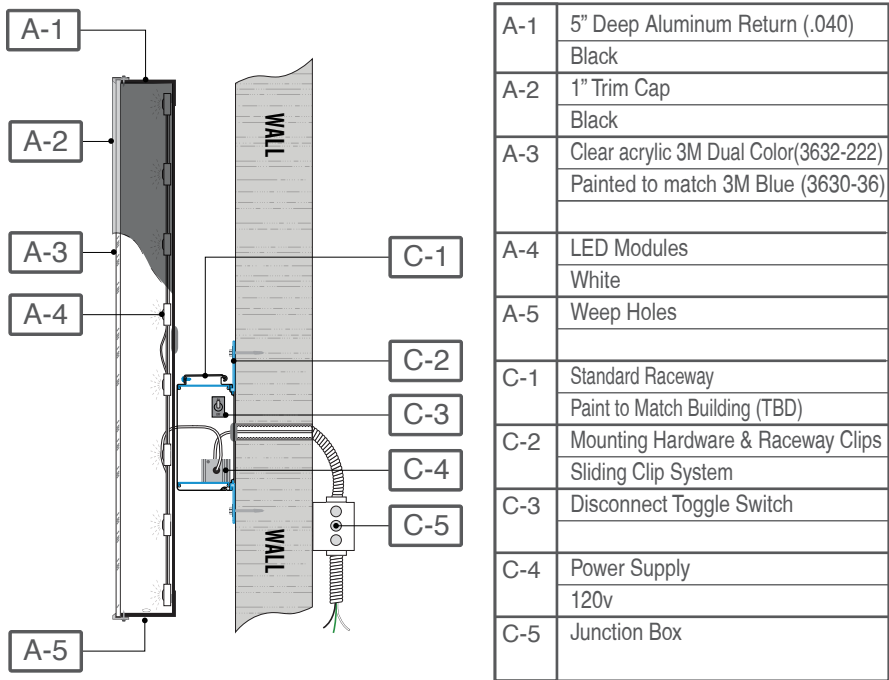 A-1
A-2
A-3
A-4
A-5
WALL
WALL
C-1
C-2
C-3
C-4
C-5
A-1 5” Deep Aluminum Return (.040)
Black
A-2 1” Trim Cap
Black
A-3 Clear acrylic 3M Dual Color(3632-222)
Painted to match 3M Blue (3630-36)
A-4 LED Modules
White
A-5 Weep Holes
C-1 Standard Raceway
Paint to Match Building (TBD)
C-2 Mounting Hardware & Raceway Clips
Sliding Clip System
C-3 Disconnect Toggle Switch
C-4 Power Supply
120v
C-5 Junction Box